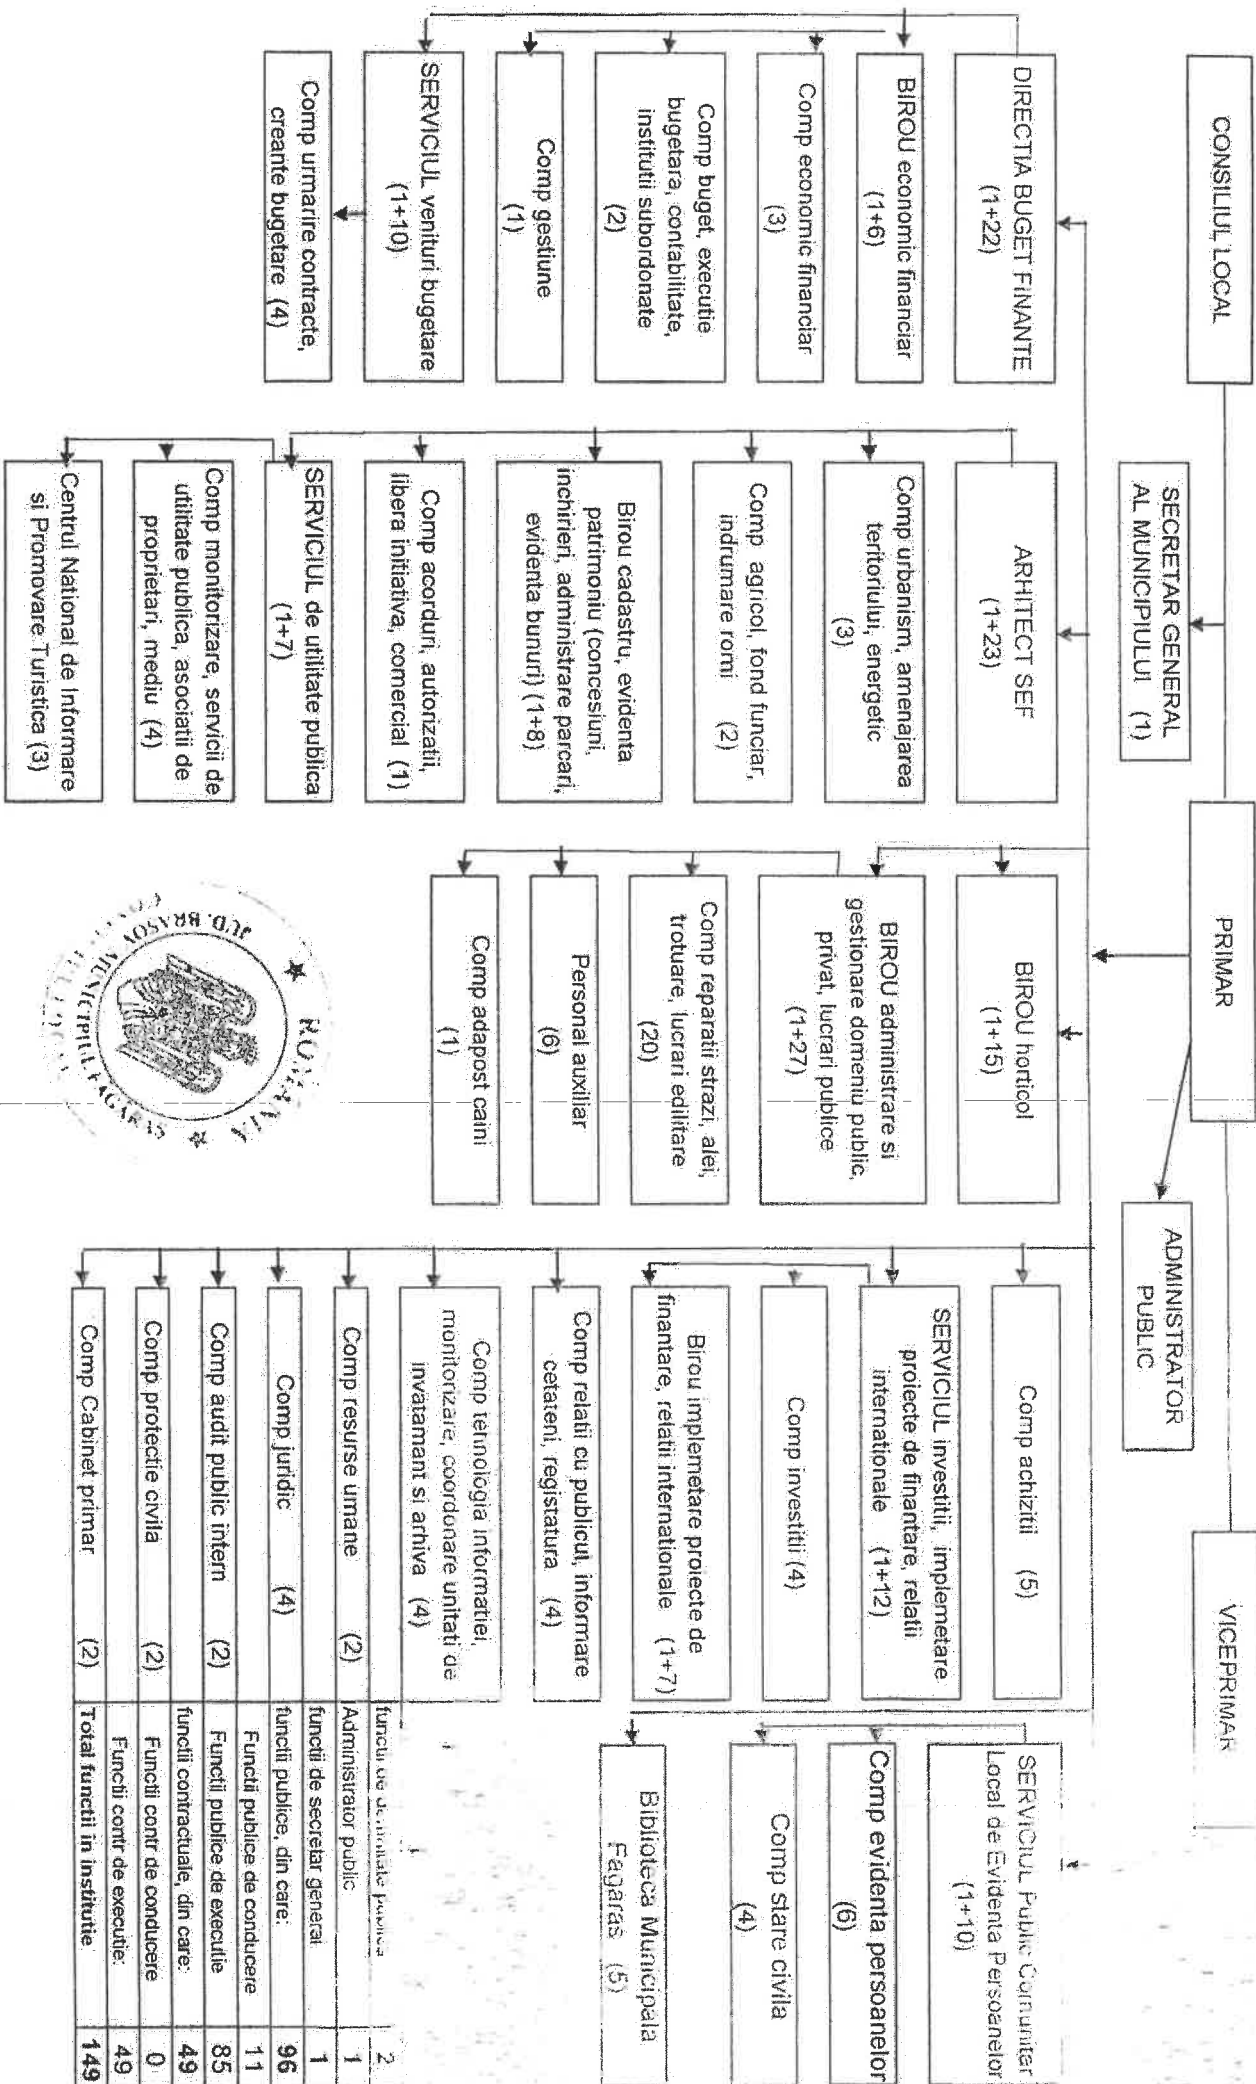 CONSILIUL LOCAL
PRIMAR
VICEPRIMAR
SECRETAR GENERAL
AL MUNICIPIULUI (1)
ADMINISTRATOR
PUBLIC
DIRECTIA BUGET FINANTE
(1+22)
BIROU economic financiar
(1+6)
Comp economic financiar
(3)
Comp buget, executie
bugetara, contabilitate,
institutii subordonate
(2)
Comp gestiune
(1)
SERVICIUL venituri bugetare
(1+10)
Comp urmarire contracte,
creante bugetare (4)
ARHITECT SEF
(1+23)
Comp urbanism, amenajarea
teritoriului, energetic
(3)
Comp agricol, fond funciar,
indrumare romi (2)
Birou cadastru, evidenta
patrimoniu (concesiuni,
inchirieri, administrare parcari,
evidenta bunuri) (1+8)
Comp acorduri, autorizatii,
libera initiativa, comercial (1)
SERVICIUL de utilitate publica
(1+7)
Comp monitorizare, servicii de
utilitate publica, asociatii de
proprietari, mediu (4)
Centrul National de Informare
si Promovare Turistica (3)
BIROU horticol
(1+15)
BIROU administrare si
gestionare domeniu public,
privat, lucrari publice
(1+27)
Comp reparatii strazi, alei,
trotuare, lucrari edilitare
(20)
Personal auxiliar
(6)
Comp adapost caini
(1)
ROMANIA
JUD. BRASOV MUNICIPIUL FAGARAS
Comp achizitii (5)
SERVICIUL investitii, implemetare
proiecte de finantare, relatii
internationale (1+12)
Comp investitii (4)
Birou implemetare proiecte de
finantare, relatii internationale (1+7)
Comp relatii cu publicul, informare
cetateni, registatura (4)
Comp tehnologia informatiei,
monitorizare, coordonare unitati de
invatamant si arhiva (4)
Comp resurse umane (2)
Comp juridic (4)
Comp audit public intern (2)
Comp protectie civila (2)
Comp Cabinet primar (2)
SERVICIUL Public Comunitar
Local de Evidenta Persoanelor
(1+10)
Comp evidenta persoanelor
(6)
Comp stare civila
(4)
Biblioteca Municipala
Fagaras (5)
functii de demnitate publica 2
Administrator public 1
functii de secretar general 1
functii publice, din care: 96
Functii publice de conducere 11
Functii publice de executie 85
functii contractuale, din care: 49
Functii contr de conducere 0
Functii contr de executie: 49
Total functii in institutie 149